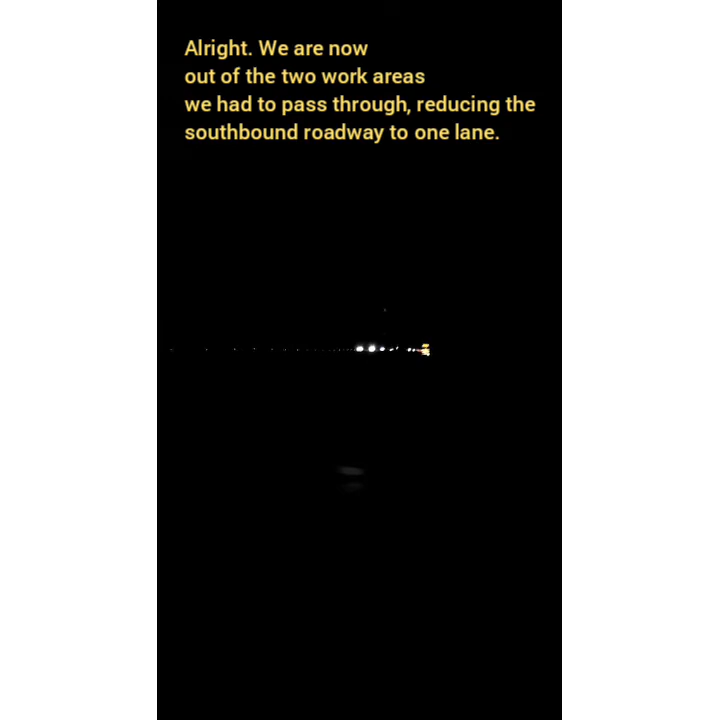 Alright. We are now
out of the two work areas
we had to pass through, reducing the
southbound roadway to one lane.